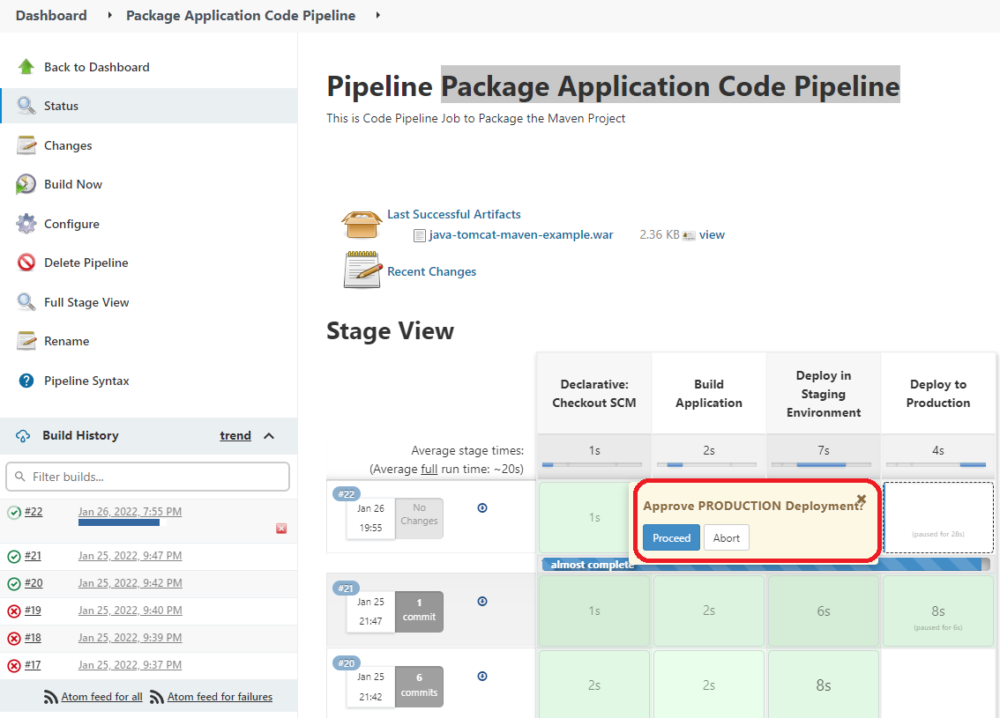 Dashboard
Package Application Code Pipeline
Back to Dashboard
Status
Changes
Build Now
Configure
Delete Pipeline
Full Stage View
Rename
Pipeline Syntax
Build History
trend
Filter builds...
#22 Jan 26, 2022, 7:55 PM
#21 Jan 25, 2022, 9:47 PM
#20 Jan 25, 2022, 9:42 PM
#19 Jan 25, 2022, 9:40 PM
#18 Jan 25, 2022, 9:39 PM
#17 Jan 25, 2022, 9:37 PM
Atom feed for all Atom feed for failures
Pipeline Package Application Code Pipeline
This is Code Pipeline Job to Package the Maven Project
Last Successful Artifacts
java-tomcat-maven-example.war 2.36 KB view
Recent Changes
Stage View
Declarative:
Checkout SCM
Build
Application
Deploy in
Staging
Environment
Deploy to
Production
Average stage times:
(Average full run time: ~20s)
1s
2s
7s
4s
#22
Jan 26
19:55
No
Changes
1s
Approve PRODUCTION Deployment?
Proceed
Abort
(paused for 28s)
almost complete
#21
Jan 25
21:47
1
commit
1s
2s
6s
8s
(paused for 6s)
#20
Jan 25
21:42
6
commits
2s
2s
8s